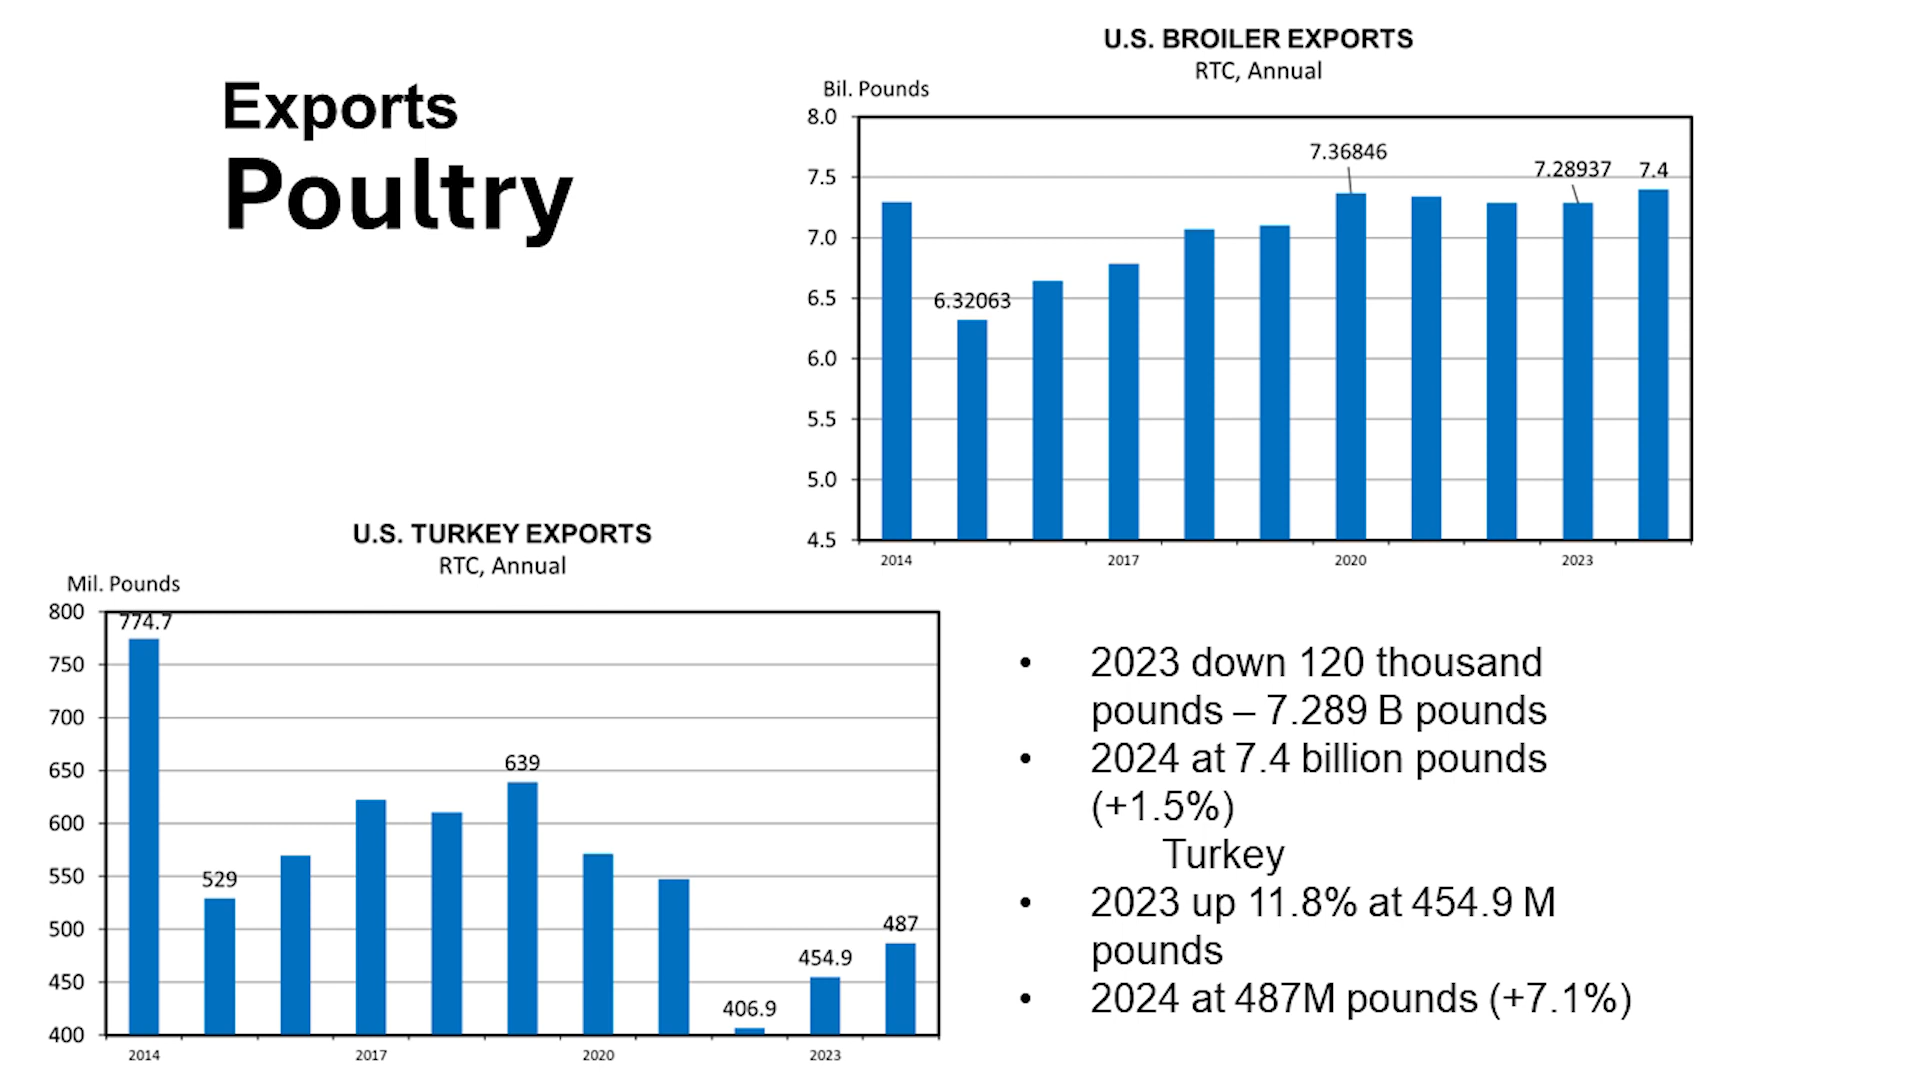 Exports
Poultry
U.S. BROILER EXPORTS
RTC, Annual
Bil. Pounds
8.0
7.5
7.0
6.5
6.0
5.5
5.0
4.5
6.32063
7.36846
7.28937
7.4
2014
2017
2020
2023
U.S. TURKEY EXPORTS
RTC, Annual
Mil. Pounds
800
750
700
650
600
550
500
450
400
774.7
529
639
406.9
454.9
487
2014
2017
2020
2023
• 2023 down 120 thousand
pounds – 7.289 B pounds
• 2024 at 7.4 billion pounds
(+1.5%)
Turkey
• 2023 up 11.8% at 454.9 M
pounds
• 2024 at 487M pounds (+7.1%)